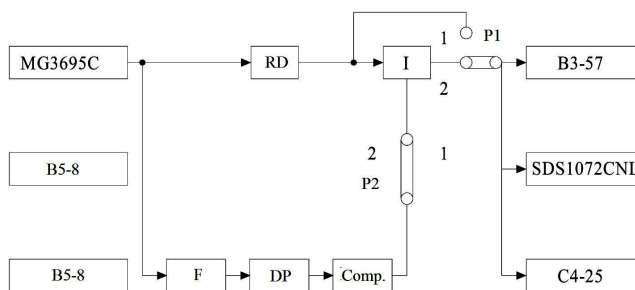 1
P1
MG3695C
RD
I
B3-57
2
B5-8
2
1
P2
SDS1072CNL
B5-8
F
DP
Comp.
C4-25